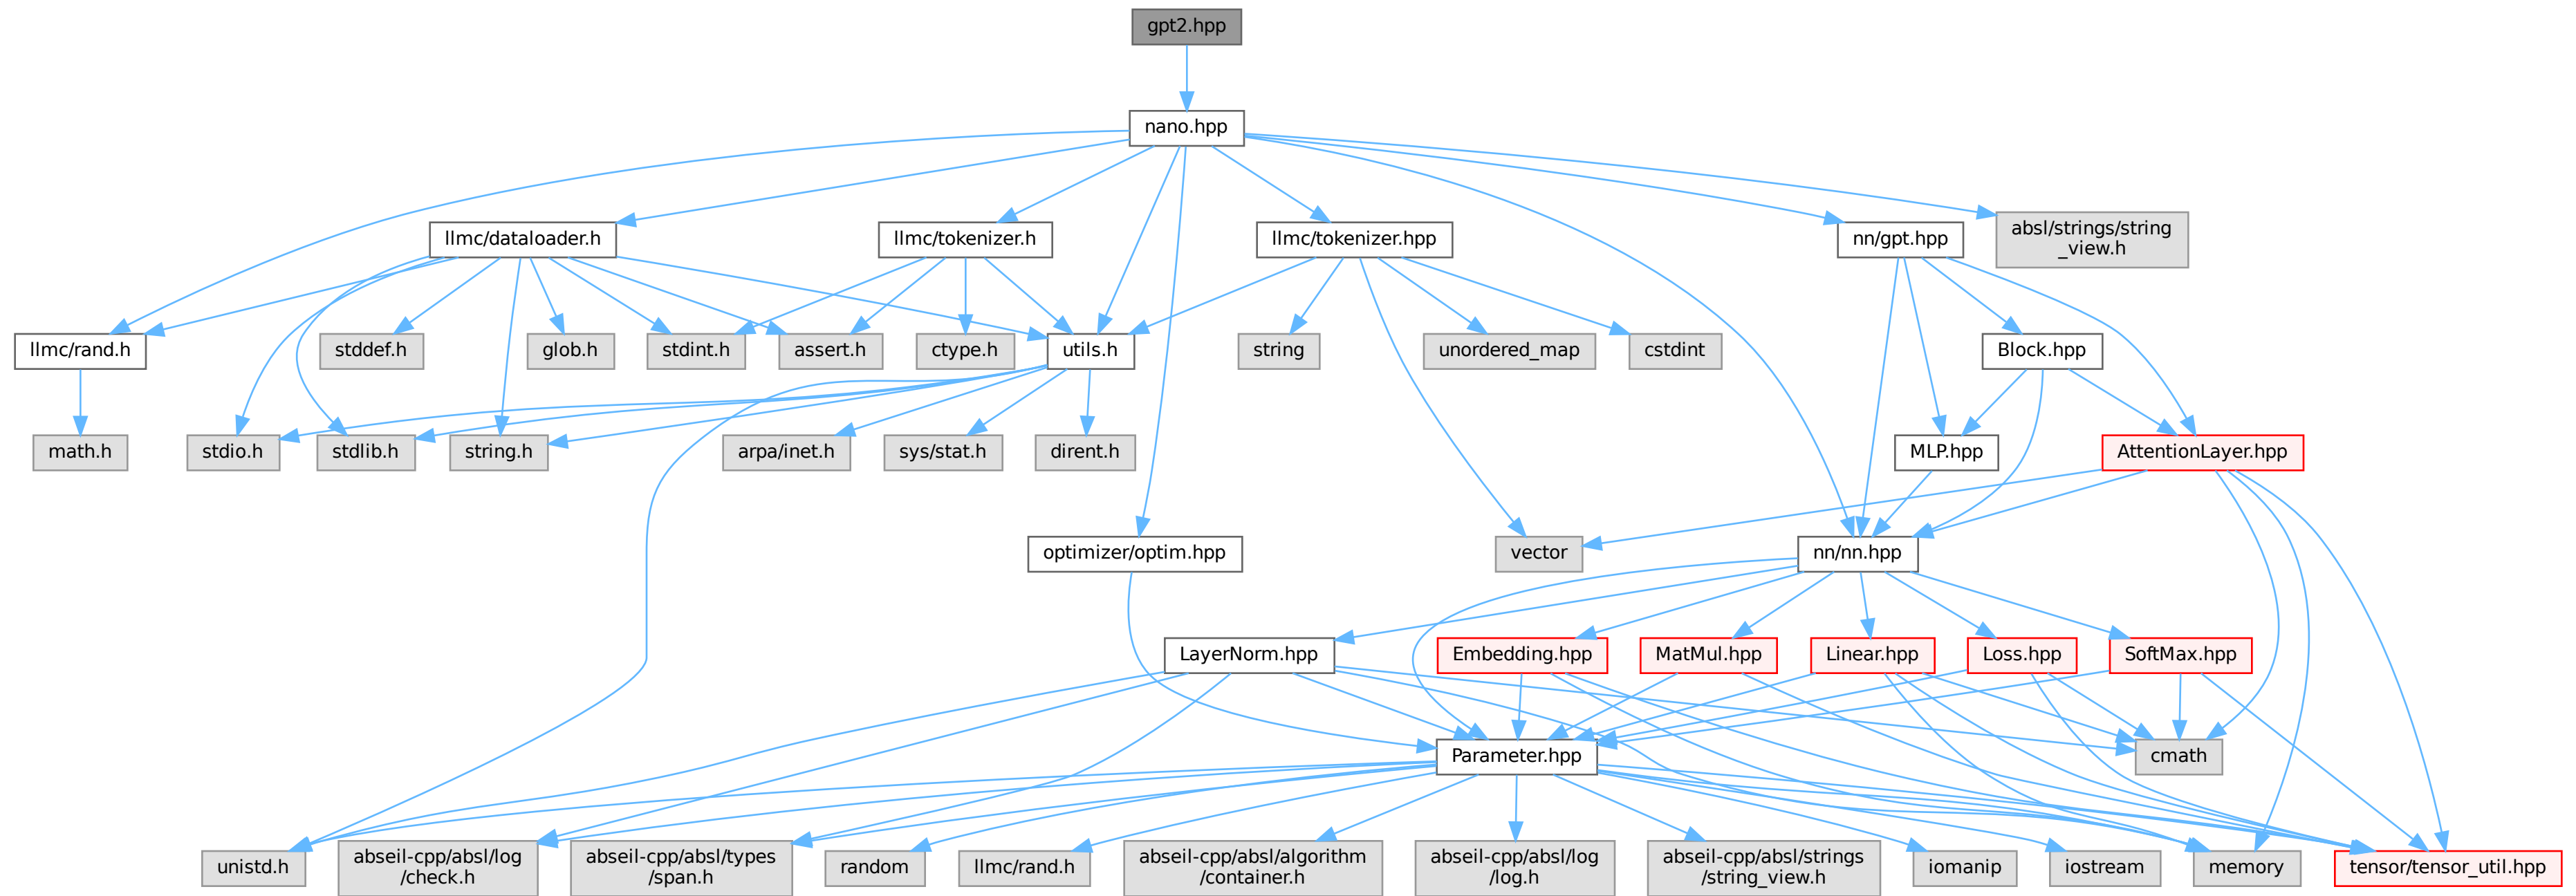 gpt2.hpp
nano.hpp
llmc/dataloader.h
llmc/tokenizer.h
llmc/tokenizer.hpp
nn/gpt.hpp
absl/strings/string
_view.h
llmc/rand.h
stddef.h
glob.h
stdint.h
assert.h
ctype.h
utils.h
string
unordered_map
cstdint
Block.hpp
math.h
stdio.h
stdlib.h
string.h
arpa/inet.h
sys/stat.h
dirent.h
MLP.hpp
AttentionLayer.hpp
optimizer/optim.hpp
vector
nn/nn.hpp
LayerNorm.hpp
Embedding.hpp
MatMul.hpp
Linear.hpp
Loss.hpp
SoftMax.hpp
Parameter.hpp
cmath
unistd.h
abseil-cpp/absl/log
/check.h
abseil-cpp/absl/types
/span.h
random
llmc/rand.h
abseil-cpp/absl/algorithm
/container.h
abseil-cpp/absl/log
/log.h
abseil-cpp/absl/strings
/string_view.h
iomanip
iostream
memory
tensor/tensor_util.hpp